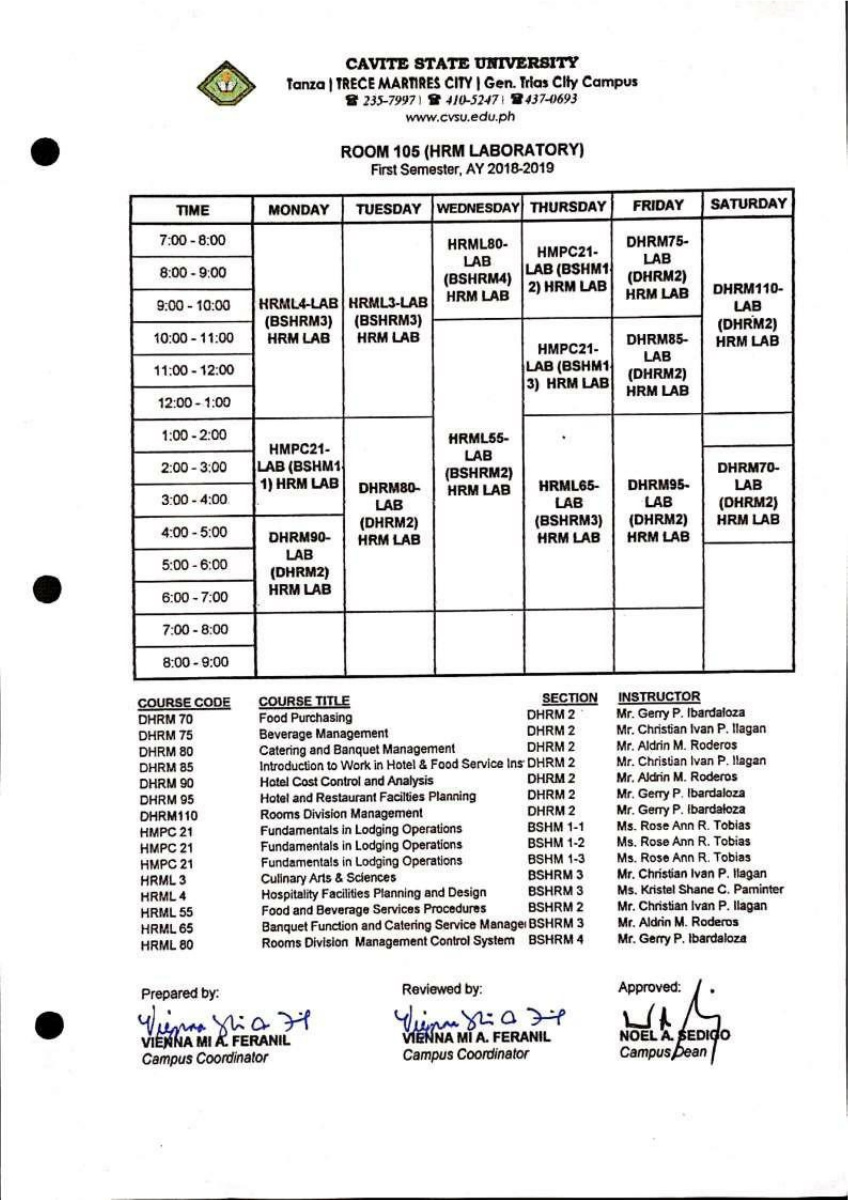 CAVITE STATE UNIVERSITY
Tanza | TRECE MARTIRES CITY | Gen. Trias City Campus
☎ 235-7997 | ☎ 410-5247 | ☎ 437-0693
www.cvsu.edu.ph
ROOM 105 (HRM LABORATORY)
First Semester, AY 2018-2019
TIME MONDAY TUESDAY WEDNESDAY THURSDAY FRIDAY SATURDAY
7:00 - 8:00
8:00 - 9:00
9:00 - 10:00
10:00 - 11:00
11:00 - 12:00
12:00 - 1:00
1:00 - 2:00
2:00 - 3:00
3:00 - 4:00
4:00 - 5:00
5:00 - 6:00
6:00 - 7:00
7:00 - 8:00
8:00 - 9:00
HRML4-LAB
(BSHRM3)
HRM LAB
HMPC21-
LAB (BSHM1-
1) HRM LAB
DHRM90-
LAB
(DHRM2)
HRM LAB
HRML3-LAB
(BSHRM3)
HRM LAB
DHRM80-
LAB
(DHRM2)
HRM LAB
HRML80-
LAB
(BSHRM4)
HRM LAB
HRML55-
LAB
(BSHRM2)
HRM LAB
HMPC21-
LAB (BSHM1-
2) HRM LAB
HMPC21-
LAB (BSHM1-
3) HRM LAB
HRML65-
LAB
(BSHRM3)
HRM LAB
DHRM75-
LAB
(DHRM2)
HRM LAB
DHRM85-
LAB
(DHRM2)
HRM LAB
DHRM95-
LAB
(DHRM2)
HRM LAB
DHRM110-
LAB
(DHRM2)
HRM LAB
DHRM70-
LAB
(DHRM2)
HRM LAB
COURSE CODE COURSE TITLE SECTION INSTRUCTOR
DHRM 70 Food Purchasing DHRM 2 Mr. Gerry P. Ibardaloza
DHRM 75 Beverage Management DHRM 2 Mr. Christian Ivan P. Ilagan
DHRM 80 Catering and Banquet Management DHRM 2 Mr. Aldrin M. Roderos
DHRM 85 Introduction to Work in Hotel & Food Service Ins DHRM 2 Mr. Christian Ivan P. Ilagan
DHRM 90 Hotel Cost Control and Analysis DHRM 2 Mr. Aldrin M. Roderos
DHRM 95 Hotel and Restaurant Facilties Planning DHRM 2 Mr. Gerry P. Ibardaloza
DHRM110 Rooms Division Management DHRM 2 Mr. Gerry P. Ibardaloza
HMPC 21 Fundamentals in Lodging Operations BSHM 1-1 Ms. Rose Ann R. Tobias
HMPC 21 Fundamentals in Lodging Operations BSHM 1-2 Ms. Rose Ann R. Tobias
HMPC 21 Fundamentals in Lodging Operations BSHM 1-3 Ms. Rose Ann R. Tobias
HRML 3 Culinary Arts & Sciences BSHRM 3 Mr. Christian Ivan P. Ilagan
HRML 4 Hospitality Facilities Planning and Design BSHRM 3 Ms. Kristel Shane C. Paminter
HRML 55 Food and Beverage Services Procedures BSHRM 2 Mr. Christian Ivan P. Ilagan
HRML 65 Banquet Function and Catering Service Manage BSHRM 3 Mr. Aldrin M. Roderos
HRML 80 Rooms Division Management Control System BSHRM 4 Mr. Gerry P. Ibardaloza
Prepared by: Reviewed by: Approved:
VIENNA MI A. FERANIL VIENNA MI A. FERANIL NOEL A. SEDIGO
Campus Coordinator Campus Coordinator Campus Dean